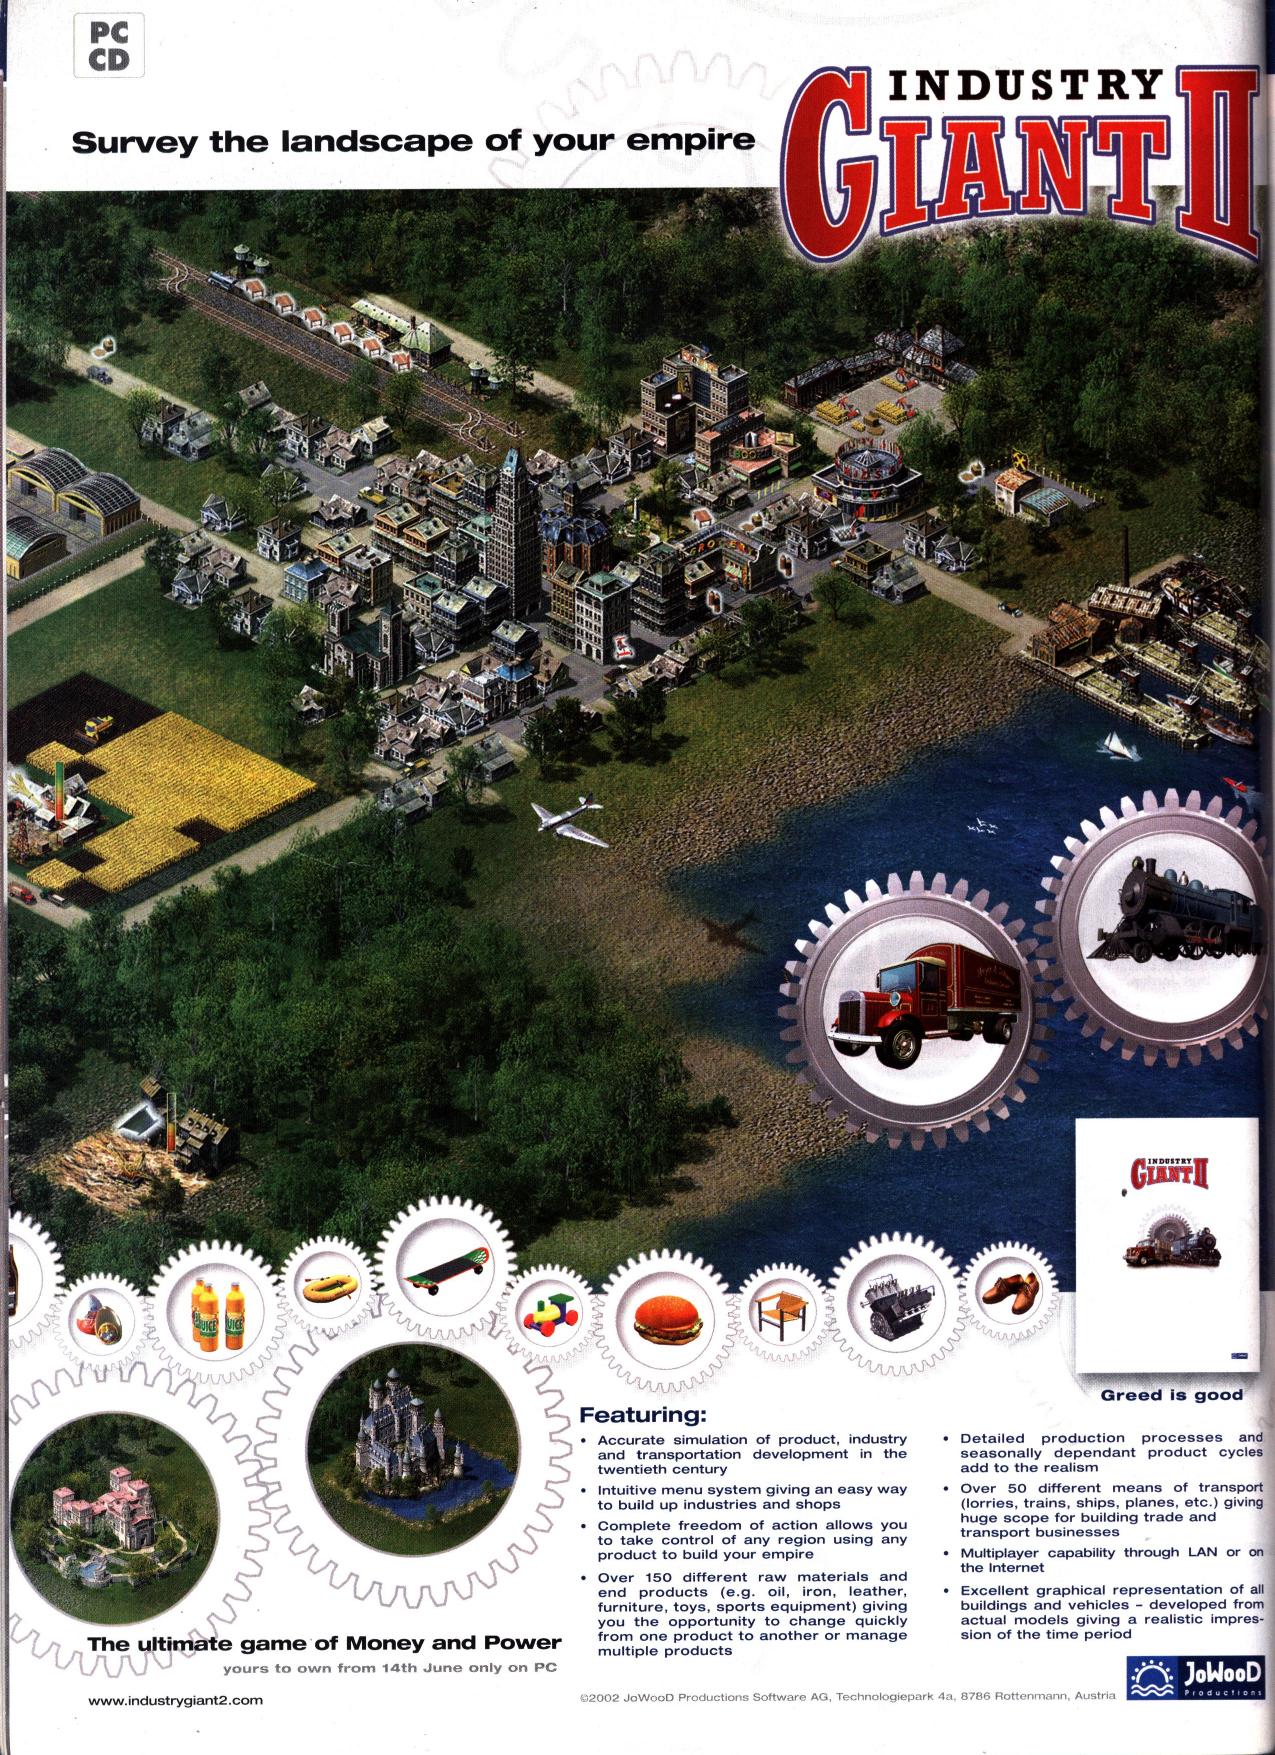 PC
CD
INDUSTRY
GIANT II
Survey the landscape of your empire
GROCERY
JUICE
JUICE
INDUSTRY
GIANT II
Greed is good
Featuring:
• Accurate simulation of product, industry
and transportation development in the
twentieth century
• Intuitive menu system giving an easy way
to build up industries and shops
• Complete freedom of action allows you
to take control of any region using any
product to build your empire
• Over 150 different raw materials and
end products (e.g. oil, iron, leather,
furniture, toys, sports equipment) giving
you the opportunity to change quickly
from one product to another or manage
multiple products
• Detailed production processes and
seasonally dependant product cycles
add to the realism
• Over 50 different means of transport
(lorries, trains, ships, planes, etc.) giving
huge scope for building trade and
transport businesses
• Multiplayer capability through LAN or on
the Internet
• Excellent graphical representation of all
buildings and vehicles – developed from
actual models giving a realistic impres-
sion of the time period
The ultimate game of Money and Power
yours to own from 14th June only on PC
www.industrygiant2.com
©2002 JoWooD Productions Software AG, Technologiepark 4a, 8786 Rottenmann, Austria
JoWooD
Productions